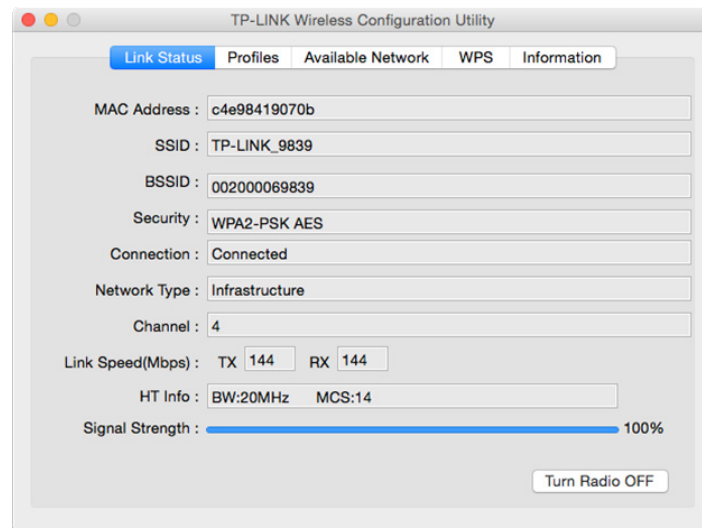 TP-LINK Wireless Configuration Utility
Link Status Profiles Available Network WPS Information
MAC Address : c4e98419070b
SSID : TP-LINK_9839
BSSID : 002000069839
Security : WPA2-PSK AES
Connection : Connected
Network Type : Infrastructure
Channel : 4
Link Speed(Mbps) : TX 144 RX 144
HT Info : BW:20MHz MCS:14
Signal Strength : 100%
Turn Radio OFF